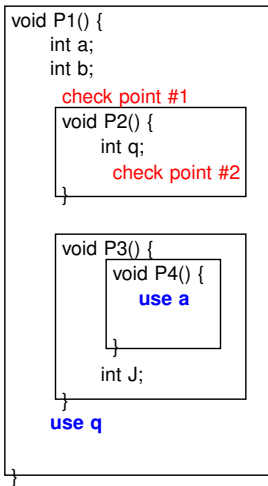 void P1() {
int a;
int b;
check point #1
void P2() {
int q;
check point #2
}
void P3() {
void P4() {
use a
}
int J;
}
use q
}